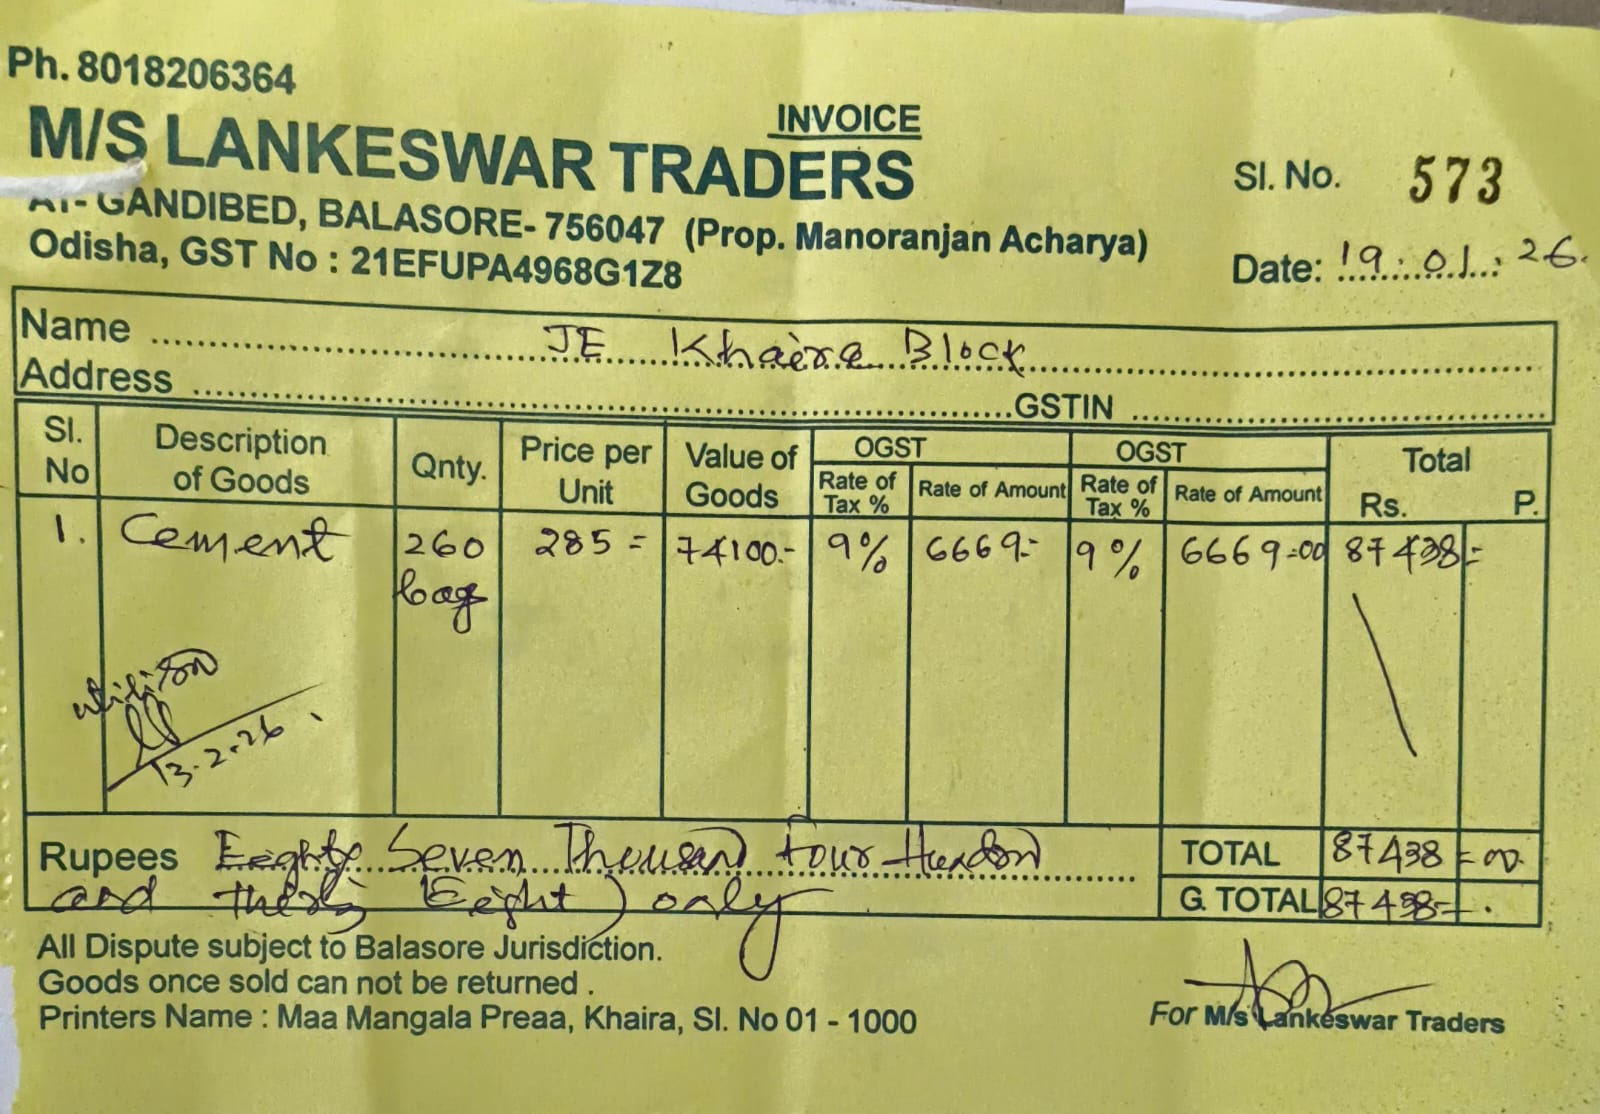 Ph. 8018206364
INVOICE
M/S LANKESWAR TRADERS
AT- GANDIBED, BALASORE- 756047 (Prop. Manoranjan Acharya)
Odisha, GST No : 21EFUPA4968G1Z8
Sl. No. 573
Date: 19.01.26.
Name JE Khaira Block
Address GSTIN
Sl. No Description of Goods Qnty. Price per Unit Value of Goods OGST OGST Total
Rate of Tax % Rate of Amount Rate of Tax % Rate of Amount Rs. P.
1. Cement 260 285= 74100.- 9% 6669.- 9% 6669=00 87438/=
bag
13.2.26
Rupees Eighty Seven Thousand four Hundred
and (Eight) only
TOTAL 87438=00
G. TOTAL 87438=
All Dispute subject to Balasore Jurisdiction.
Goods once sold can not be returned .
Printers Name : Maa Mangala Preaa, Khaira, Sl. No 01 - 1000
For M/s Lankeswar Traders